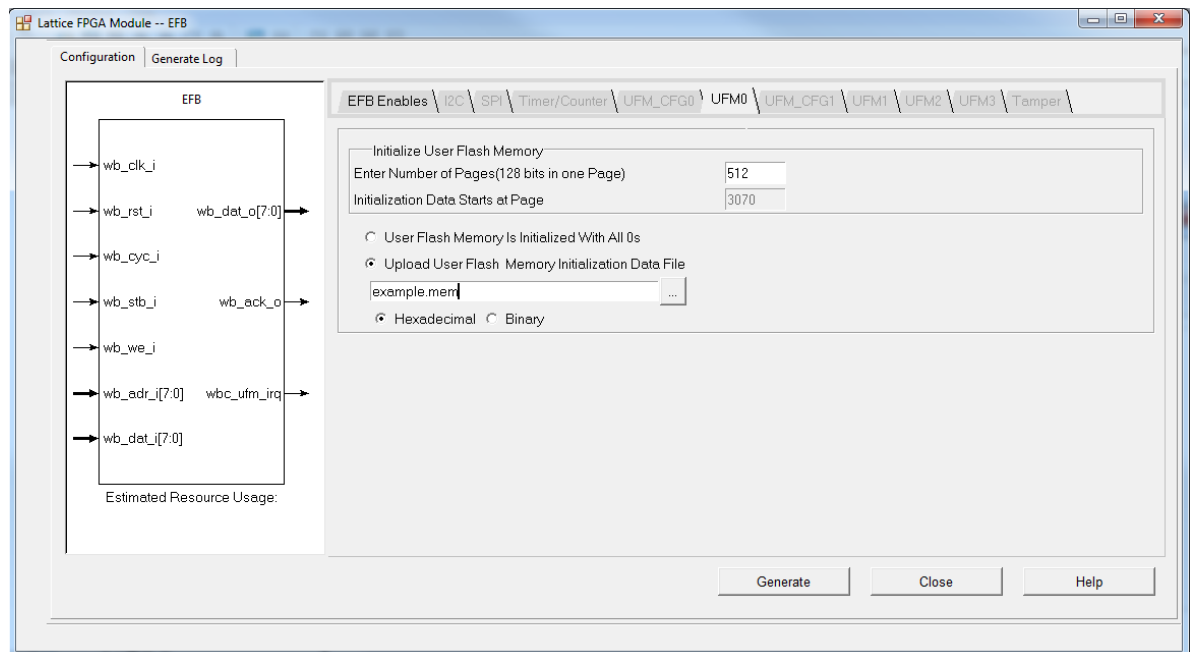 Lattice FPGA Module -- EFB
Configuration Generate Log
EFB
wb_clk_i
wb_rst_i wb_dat_o[7:0]
wb_cyc_i
wb_stb_i wb_ack_o
wb_we_i
wb_adr_i[7:0] wbc_ufm_irq
wb_dat_i[7:0]
Estimated Resource Usage:
EFB Enables I2C SPI Timer/Counter UFM_CFG0 UFM0 UFM_CFG1 UFM1 UFM2 UFM3 Tamper
Initialize User Flash Memory
Enter Number of Pages(128 bits in one Page) 512
Initialization Data Starts at Page 3070
User Flash Memory Is Initialized With All 0s
Upload User Flash Memory Initialization Data File
example.mem ...
Hexadecimal Binary
Generate Close Help